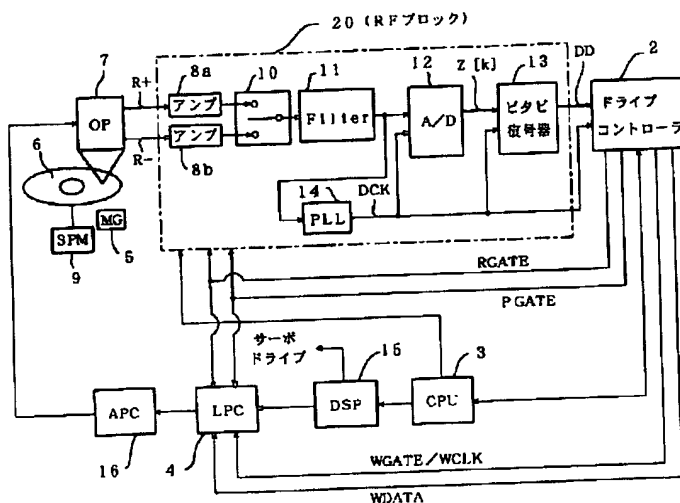 20 (RFブロック)
7
R+
8a
10
11
12
Z [k]
13
DD
2
OP
アンプ
アンプ
Filter
A/D
ビタビ
復号器
ドライブ
コントローラ
R-
8b
6
14
DCK
PLL
MG
SPM
5
9
RGATE
PGATE
サーボ
ドライブ
15
3
APC
LPC
DSP
CPU
16
4
WGATE/WCLK
WDATA